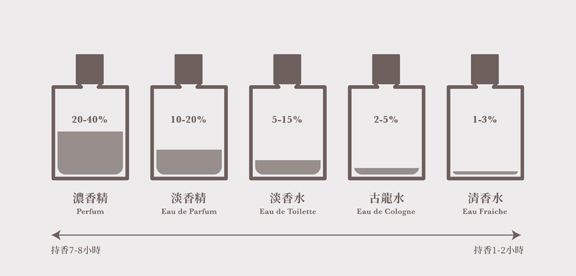 20-40%
10-20%
5-15%
2-5%
1-3%
濃香精
淡香精
淡香水
古龍水
清香水
Perfum
Eau de Parfum
Eau de Toilette
Eau de Cologne
Eau Fraiche
持香7-8小時
持香1-2小時